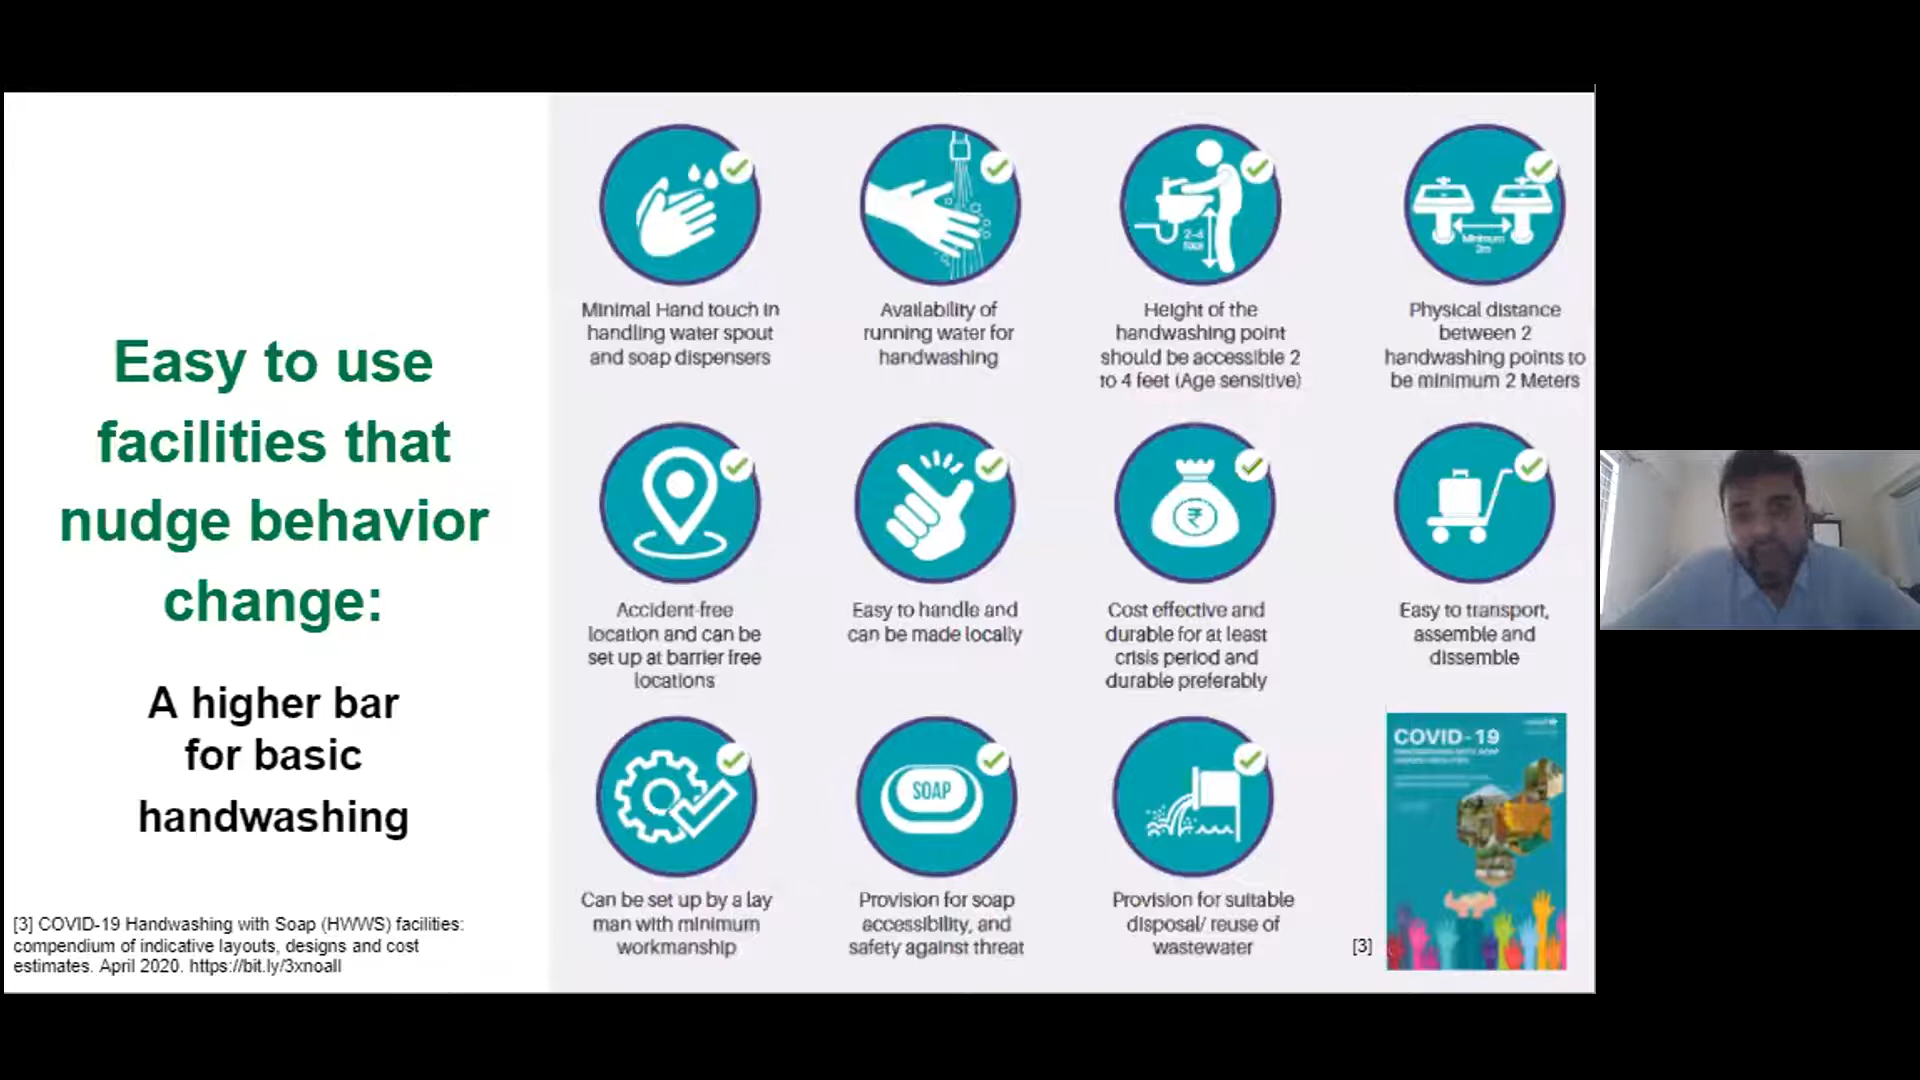 Easy to use
facilities that
nudge behavior
change:
A higher bar
for basic
handwashing
[3] COVID-19 Handwashing with Soap (HWWS) facilities:
compendium of indicative layouts, designs and cost
estimates. April 2020. https://bit.ly/3xnoall
Minimal Hand touch in
handling water spout
and soap dispensers
Availability of
running water for
handwashing
2-4
Height of the
handwashing point
should be accessible 2
to 4 feet (Age sensitive)
Minimum
2m
Physical distance
between 2
handwashing points to
be minimum 2 Meters
Accident-free
location and can be
set up at barrier free
locations
Easy to handle and
can be made locally
₹
Cost effective and
durable for at least
crisis period and
durable preferably
Easy to transport,
assemble and
dissemble
Can be set up by a lay
man with minimum
workmanship
SOAP
Provision for soap
accessibility, and
safety against threat
Provision for suitable
disposal/ reuse of
wastewater
[3]
COVID-19